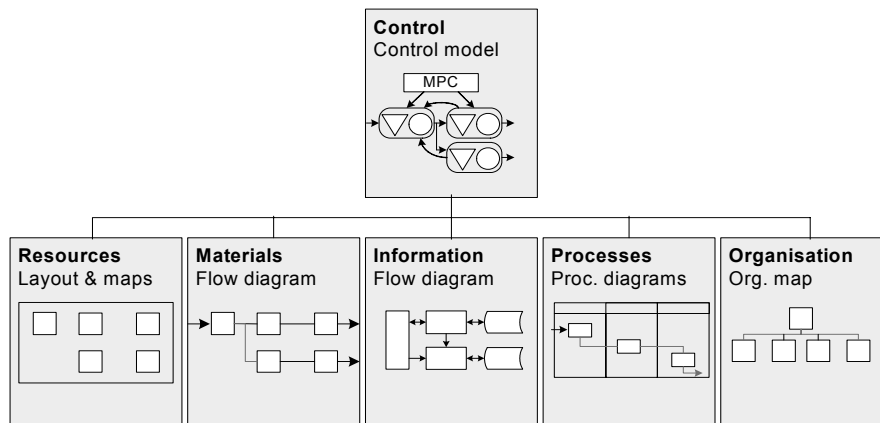 Control
Control model
MPC
Resources
Layout & maps
Materials
Flow diagram
Information
Flow diagram
Processes
Proc. diagrams
Organisation
Org. map